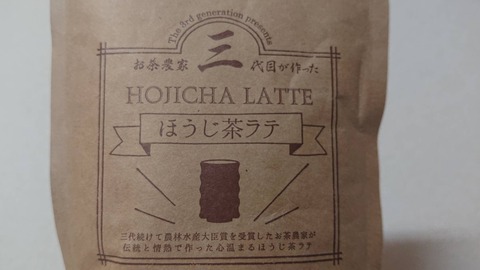 The 3rd generation presents
お茶農家 三 代目が作った
HOJICHA LATTE
ほうじ茶ラテ
三代続けて農林水産大臣賞を受賞したお茶農家が
伝統と情熱で作った心温まるほうじ茶ラテ